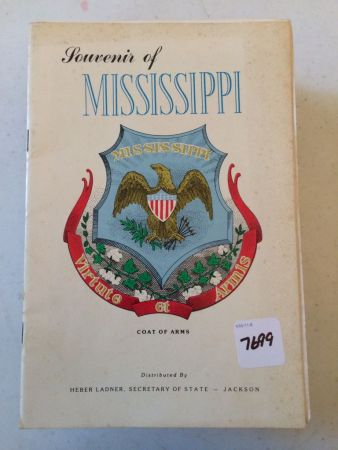 Souvenir of
MISSISSIPPI
MISSISSIPPI
Virtute et Armis
COAT OF ARMS
7699
Distributed By
HEBER LADNER, SECRETARY OF STATE — JACKSON